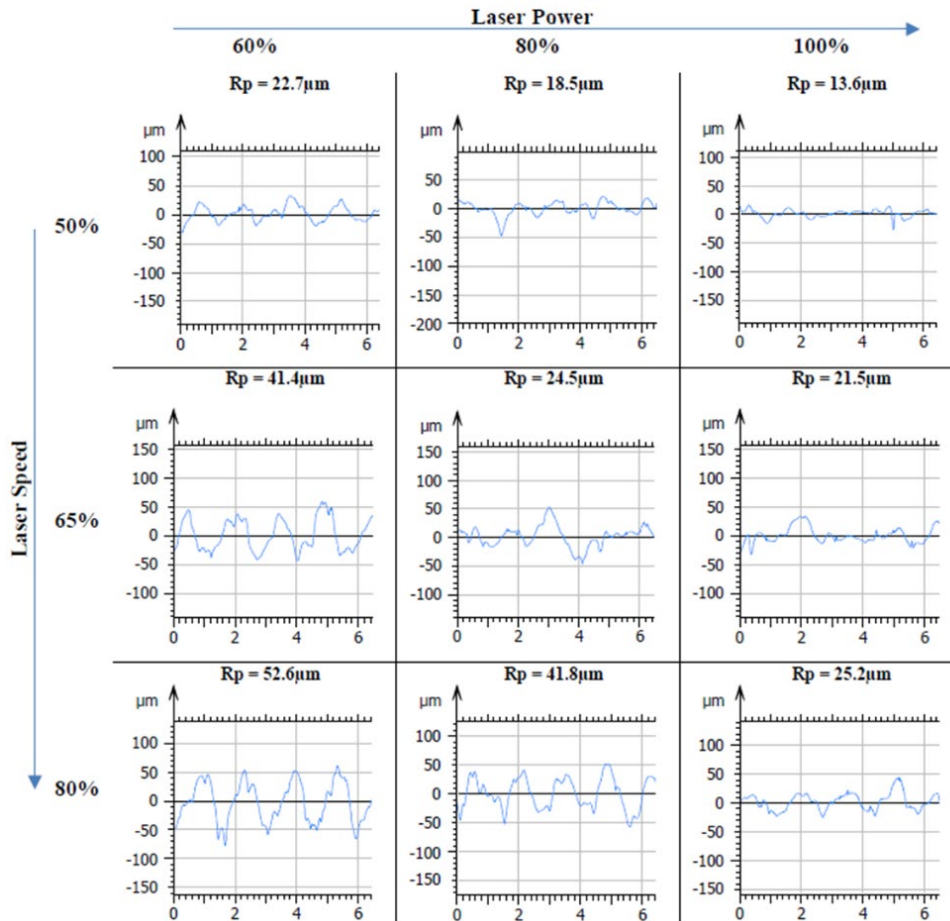 Laser Power
60% 80% 100%
Rp = 22.7µm Rp = 18.5µm Rp = 13.6µm
µm µm µm
100 100
50 50 50
0 0 0
-50 -50 -50
-100 -100 -100
-150 -150 -150
-200
0 2 4 6 0 2 4 6 0 2 4 6
50%
Rp = 41.4µm Rp = 24.5µm Rp = 21.5µm
µm µm µm
150 150 150
100 100 100
50 50 50
0 0 0
-50 -50 -50
-100 -100 -100
0 2 4 6 0 2 4 6 0 2 4 6
Laser Speed
65%
Rp = 52.6µm Rp = 41.8µm Rp = 25.2µm
µm µm µm
100 100 100
50 50 50
0 0 0
-50 -50 -50
-100 -100 -100
-150 -150 -150
0 2 4 6 0 2 4 6 0 2 4 6
80%